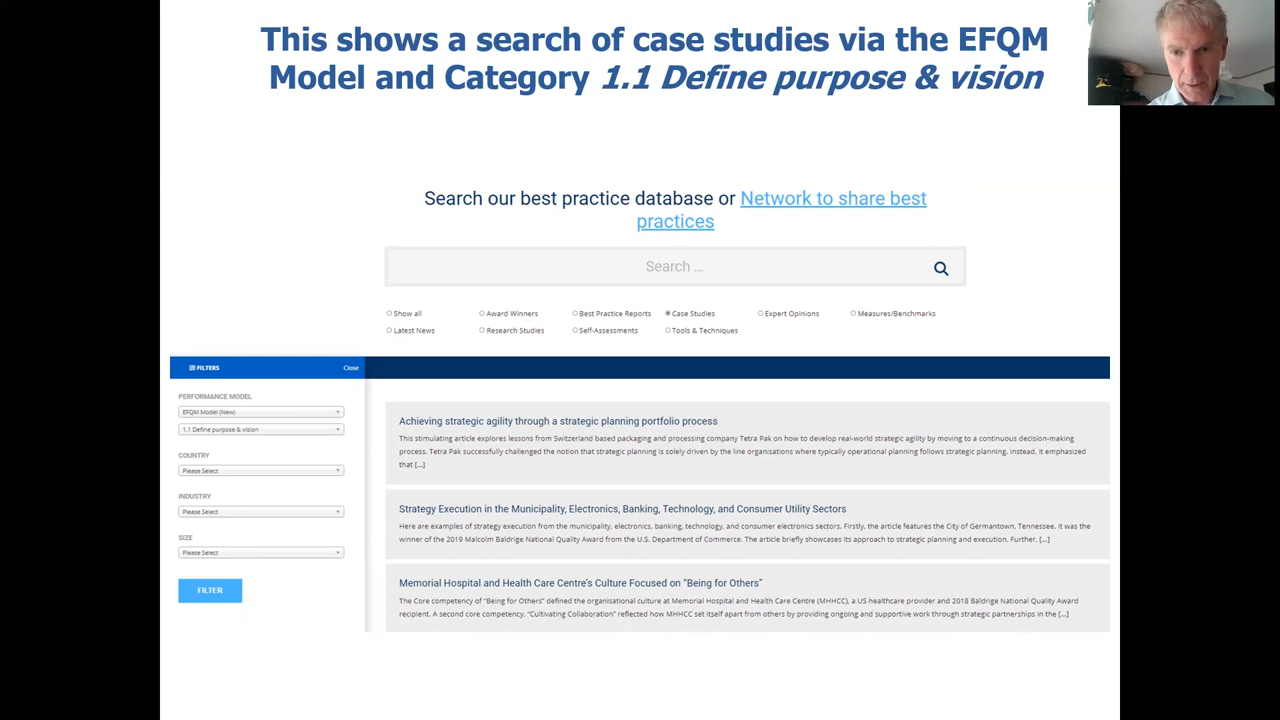 This shows a search of case studies via the EFQM
Model and Category 1.1 Define purpose & vision
Search our best practice database or Network to share best
practices
Search ...
Show all
Award Winners
Best Practice Reports
Case Studies
Expert Opinions
Measures/Benchmarks
Latest News
Research Studies
Self-Assessments
Tools & Techniques
FILTERS
Close
PERFORMANCE MODEL
EFQM Model (New)
1.1 Define purpose & vision
COUNTRY
Please Select
INDUSTRY
Please Select
SIZE
Please Select
FILTER
Achieving strategic agility through a strategic planning portfolio process
This stimulating article explores lessons from Switzerland based packaging and processing company Tetra Pak on how to develop real-world strategic agility by moving to a continuous decision-making
process. Tetra Pak successfully challenged the notion that strategic planning is solely driven by the line organisations where typically operational planning follows strategic planning. Instead, it emphasized
that [...]
Strategy Execution in the Municipality, Electronics, Banking, Technology, and Consumer Utility Sectors
Here are examples of strategy execution from the municipality, electronics, banking, technology, and consumer electronics sectors. Firstly, the article features the City of Germantown, Tennessee. It was the
winner of the 2019 Malcolm Baldrige National Quality Award from the U.S. Department of Commerce. The article briefly showcases its approach to strategic planning and execution. Further, [...]
Memorial Hospital and Health Care Centre's Culture Focused on “Being for Others”
The Core competency of “Being for Others” defined the organisational culture at Memorial Hospital and Health Care Centre (MHHCC), a US healthcare provider and 2018 Baldrige National Quality Award
recipient. A second core competency, “Cultivating Collaboration” reflected how MHHCC set itself apart from others by providing ongoing and supportive work through strategic partnerships in the [...]